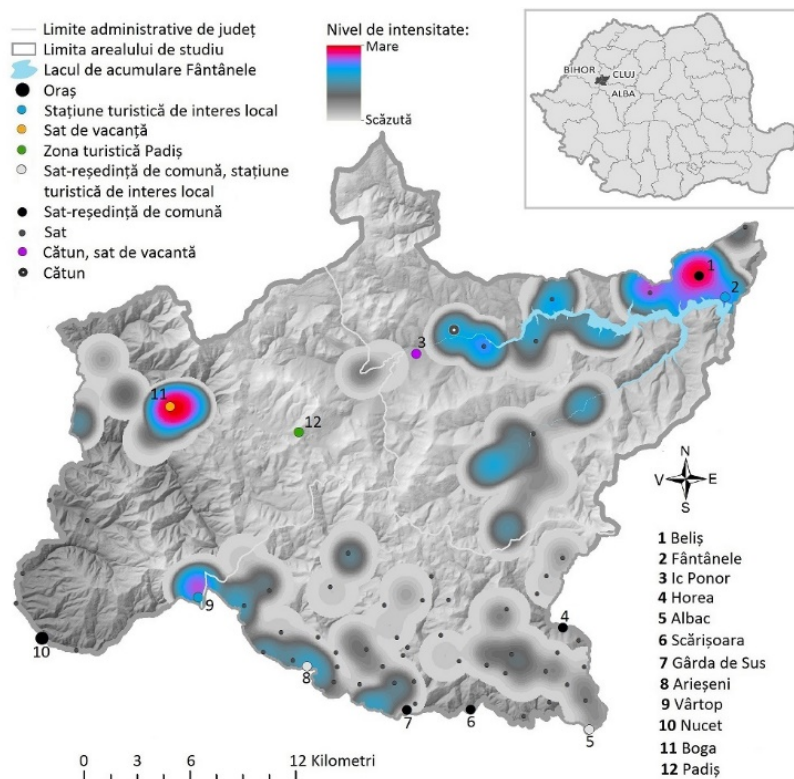 Limite administrative de județ
Limita arealului de studiu
Lacul de acumulare Fântânele
Oraș
Stațiune turistică de interes local
Sat de vacanță
Zona turistică Padiș
Sat-reședință de comună, stațiune
turistică de interes local
Sat-reședință de comună
Sat
Cătun, sat de vacantă
Cătun
Nivel de intensitate:
Mare
Scăzută
BIHOR
CLUJ
ALBA
1
2
3
11
12
N
V E
S
4
9
8
10
7
6
5
1 Beliș
2 Fântânele
3 Ic Ponor
4 Horea
5 Albac
6 Scărișoara
7 Gârda de Sus
8 Arieșeni
9 Vârtop
10 Nucet
11 Boga
12 Padiș
0 3 6 12 Kilometri